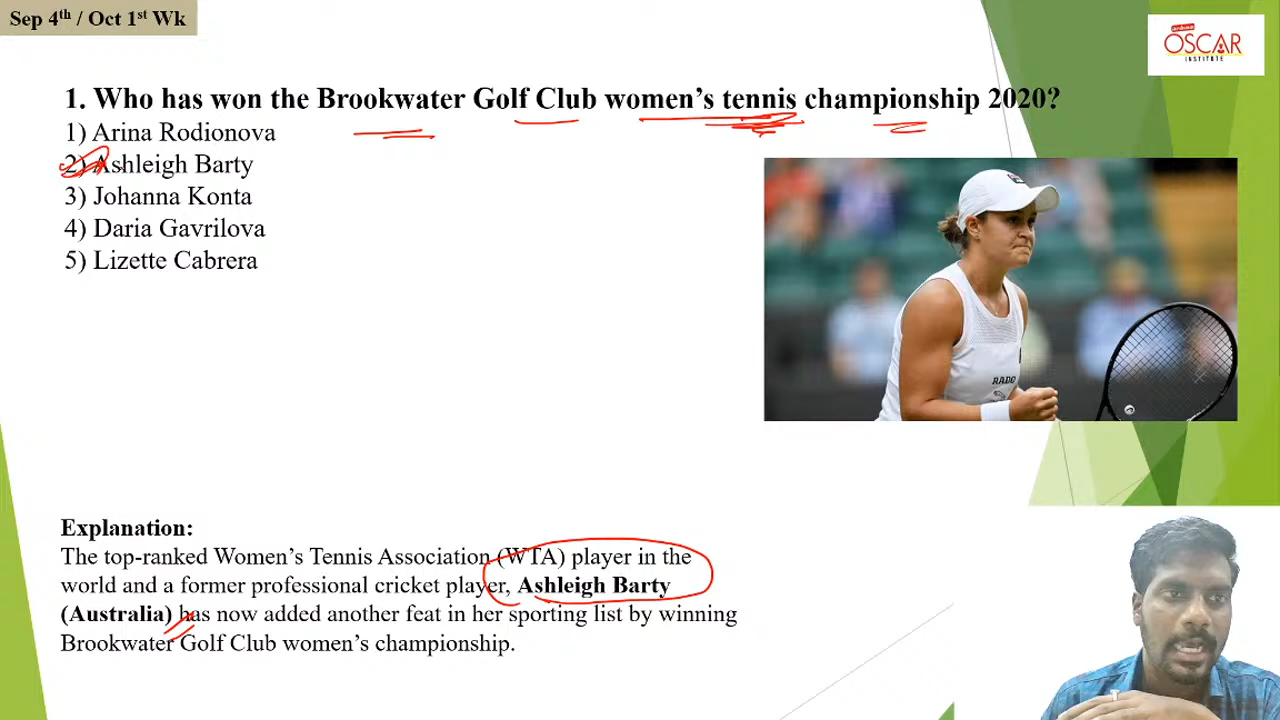 Sep 4th / Oct 1st Wk
OSCAR
INSTITUTE
1. Who has won the Brookwater Golf Club women’s tennis championship 2020?
1) Arina Rodionova
2) Ashleigh Barty
3) Johanna Konta
4) Daria Gavrilova
5) Lizette Cabrera
RADO
Explanation:
The top-ranked Women’s Tennis Association (WTA) player in the
world and a former professional cricket player, Ashleigh Barty
(Australia) has now added another feat in her sporting list by winning
Brookwater Golf Club women’s championship.